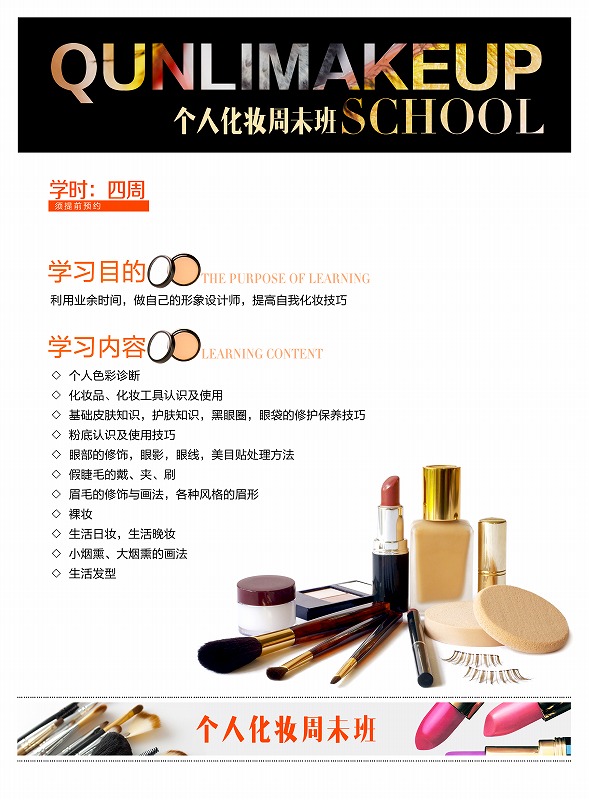 QUNLIMAKEUP
个人化妆周末班SCHOOL
学时：四周
须提前预约
学习目的 THE PURPOSE OF LEARNING
利用业余时间，做自己的形象设计师，提高自我化妆技巧
学习内容 LEARNING CONTENT
◇ 个人色彩诊断
◇ 化妆品、化妆工具认识及使用
◇ 基础皮肤知识，护肤知识，黑眼圈，眼袋的修护保养技巧
◇ 粉底认识及使用技巧
◇ 眼部的修饰，眼影，眼线，美目贴处理方法
◇ 假睫毛的戴、夹、刷
◇ 眉毛的修饰与画法，各种风格的眉形
◇ 裸妆
◇ 生活日妆，生活晚妆
◇ 小烟熏、大烟熏的画法
◇ 生活发型
个人化妆周末班